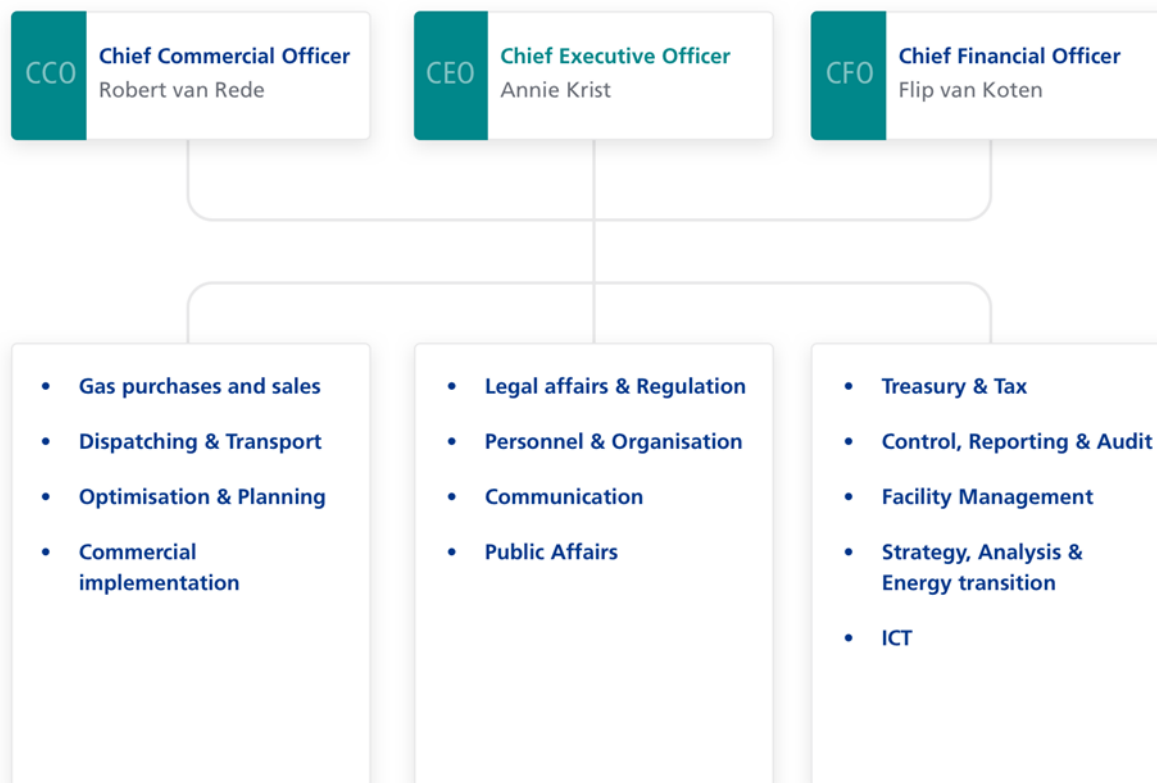 CCO
Chief Commercial Officer
Robert van Rede
CEO
Chief Executive Officer
Annie Krist
CFO
Chief Financial Officer
Flip van Koten
• Gas purchases and sales
• Dispatching & Transport
• Optimisation & Planning
• Commercial
implementation
• Legal affairs & Regulation
• Personnel & Organisation
• Communication
• Public Affairs
• Treasury & Tax
• Control, Reporting & Audit
• Facility Management
• Strategy, Analysis &
Energy transition
• ICT